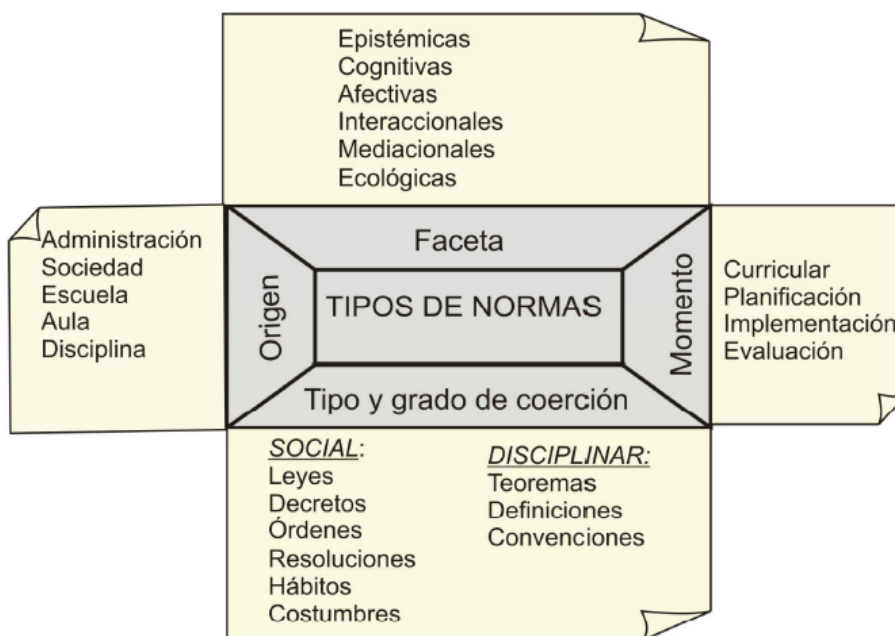 Epistémicas
Cognitivas
Afectivas
Interaccionales
Mediacionales
Ecológicas
Faceta
Administración
Sociedad
Escuela
Aula
Disciplina
Origen
TIPOS DE NORMAS
Momento
Curricular
Planificación
Implementación
Evaluación
Tipo y grado de coerción
SOCIAL:
Leyes
Decretos
Órdenes
Resoluciones
Hábitos
Costumbres
DISCIPLINAR:
Teoremas
Definiciones
Convenciones